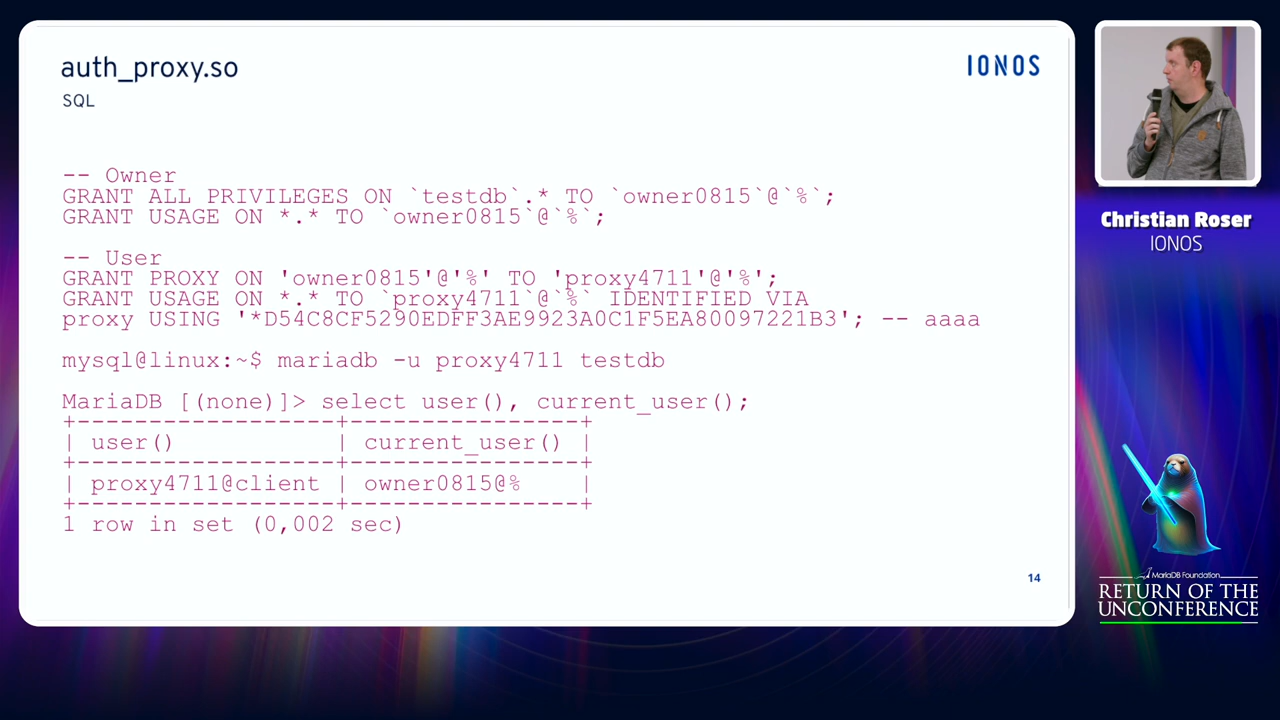 auth_proxy.so
SQL
IONOS
-- Owner
GRANT ALL PRIVILEGES ON `testdb`.* TO `owner0815`@`%`;
GRANT USAGE ON *.* TO `owner0815`@`%`;
-- User
GRANT PROXY ON 'owner0815'@'%' TO 'proxy4711'@'%';
GRANT USAGE ON *.* TO `proxy4711`@`%` IDENTIFIED VIA
proxy USING '*D54C8CF5290EDFF3AE9923A0C1F5EA80097221B3'; -- aaaa
mysql@linux:~$ mariadb -u proxy4711 testdb
MariaDB [(none)]> select user(), current_user();
+------------------+----------------+
| user() | current_user() |
+------------------+----------------+
| proxy4711@client | owner0815@% |
+------------------+----------------+
1 row in set (0,002 sec)
14
Christian Roser
IONOS
MariaDB Foundation
RETURN OF THE
UNCONFERENCE